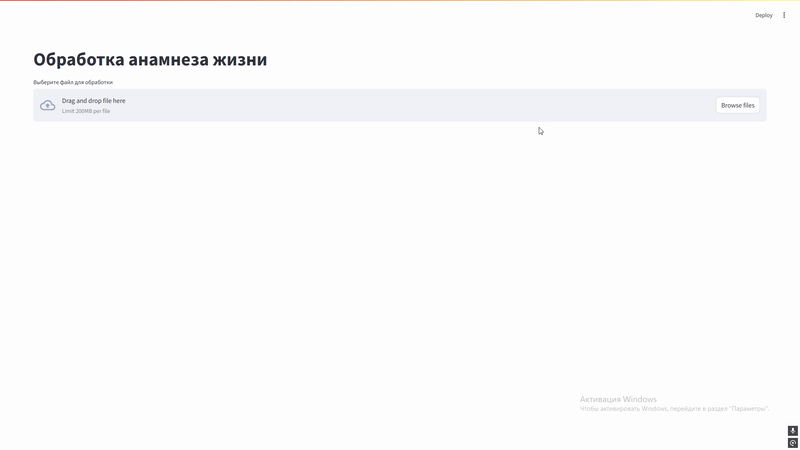 Deploy
Обработка анамнеза жизни
Выберите файл для обработки
Drag and drop file here
Limit 200MB per file
Browse files
Активация Windows
Чтобы активировать Windows, перейдите в раздел "Параметры".